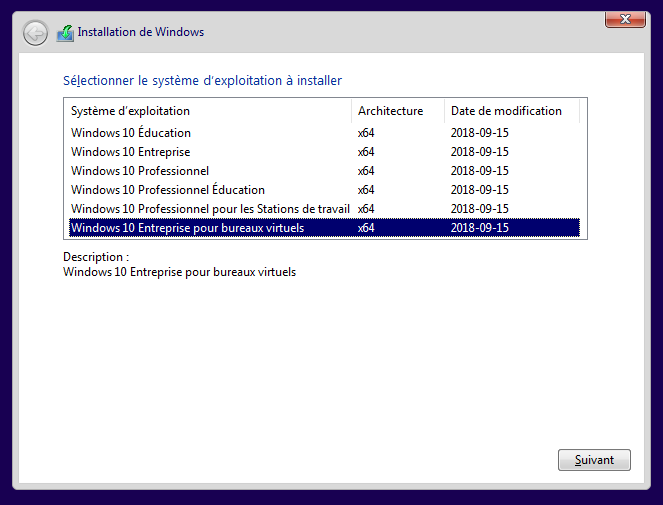 Installation de Windows
Sélectionner le système d'exploitation à installer
Système d'exploitation Architecture Date de modification
Windows 10 Éducation x64 2018-09-15
Windows 10 Entreprise x64 2018-09-15
Windows 10 Professionnel x64 2018-09-15
Windows 10 Professionnel Éducation x64 2018-09-15
Windows 10 Professionnel pour les Stations de travail x64 2018-09-15
Windows 10 Entreprise pour bureaux virtuels x64 2018-09-15
Description :
Windows 10 Entreprise pour bureaux virtuels
Suivant